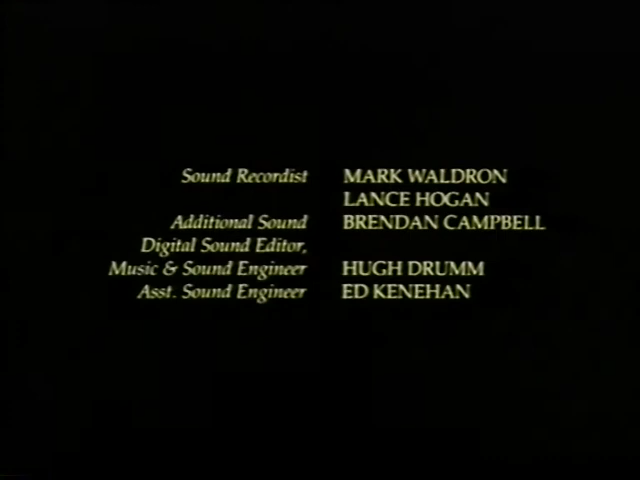 Sound Recordist MARK WALDRON
LANCE HOGAN
Additional Sound BRENDAN CAMPBELL
Digital Sound Editor,
Music & Sound Engineer HUGH DRUMM
Asst. Sound Engineer ED KENEHAN